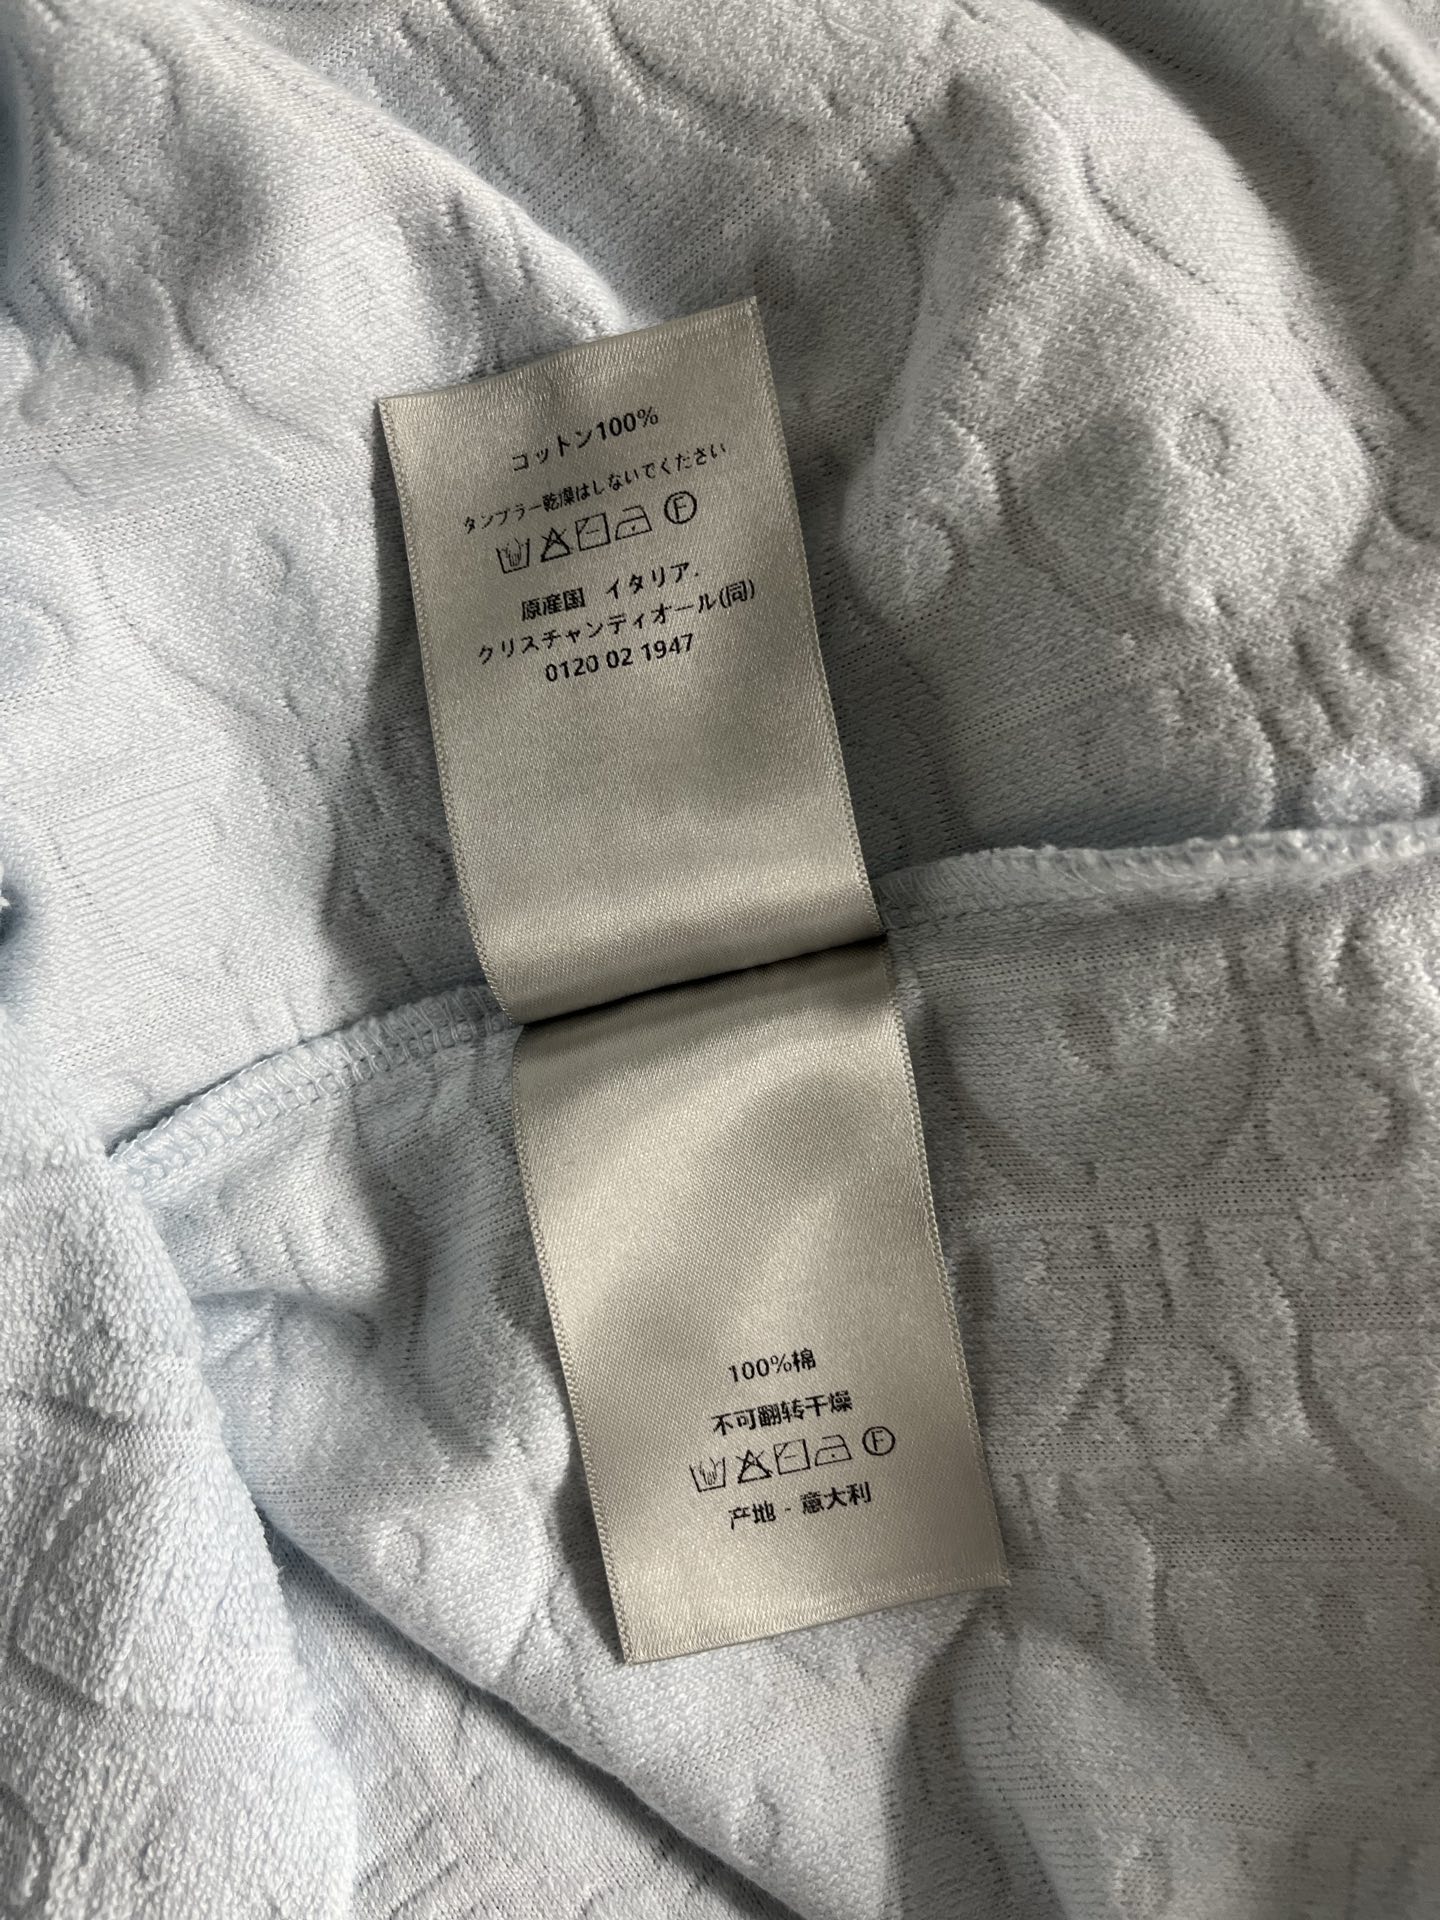 コットン100%
タンブラー乾燥はしないでください
F
原産国 イタリア.
クリスチャンディオール(同)
0120 02 1947
100%棉
不可翻转干燥
F
产地 - 意大利